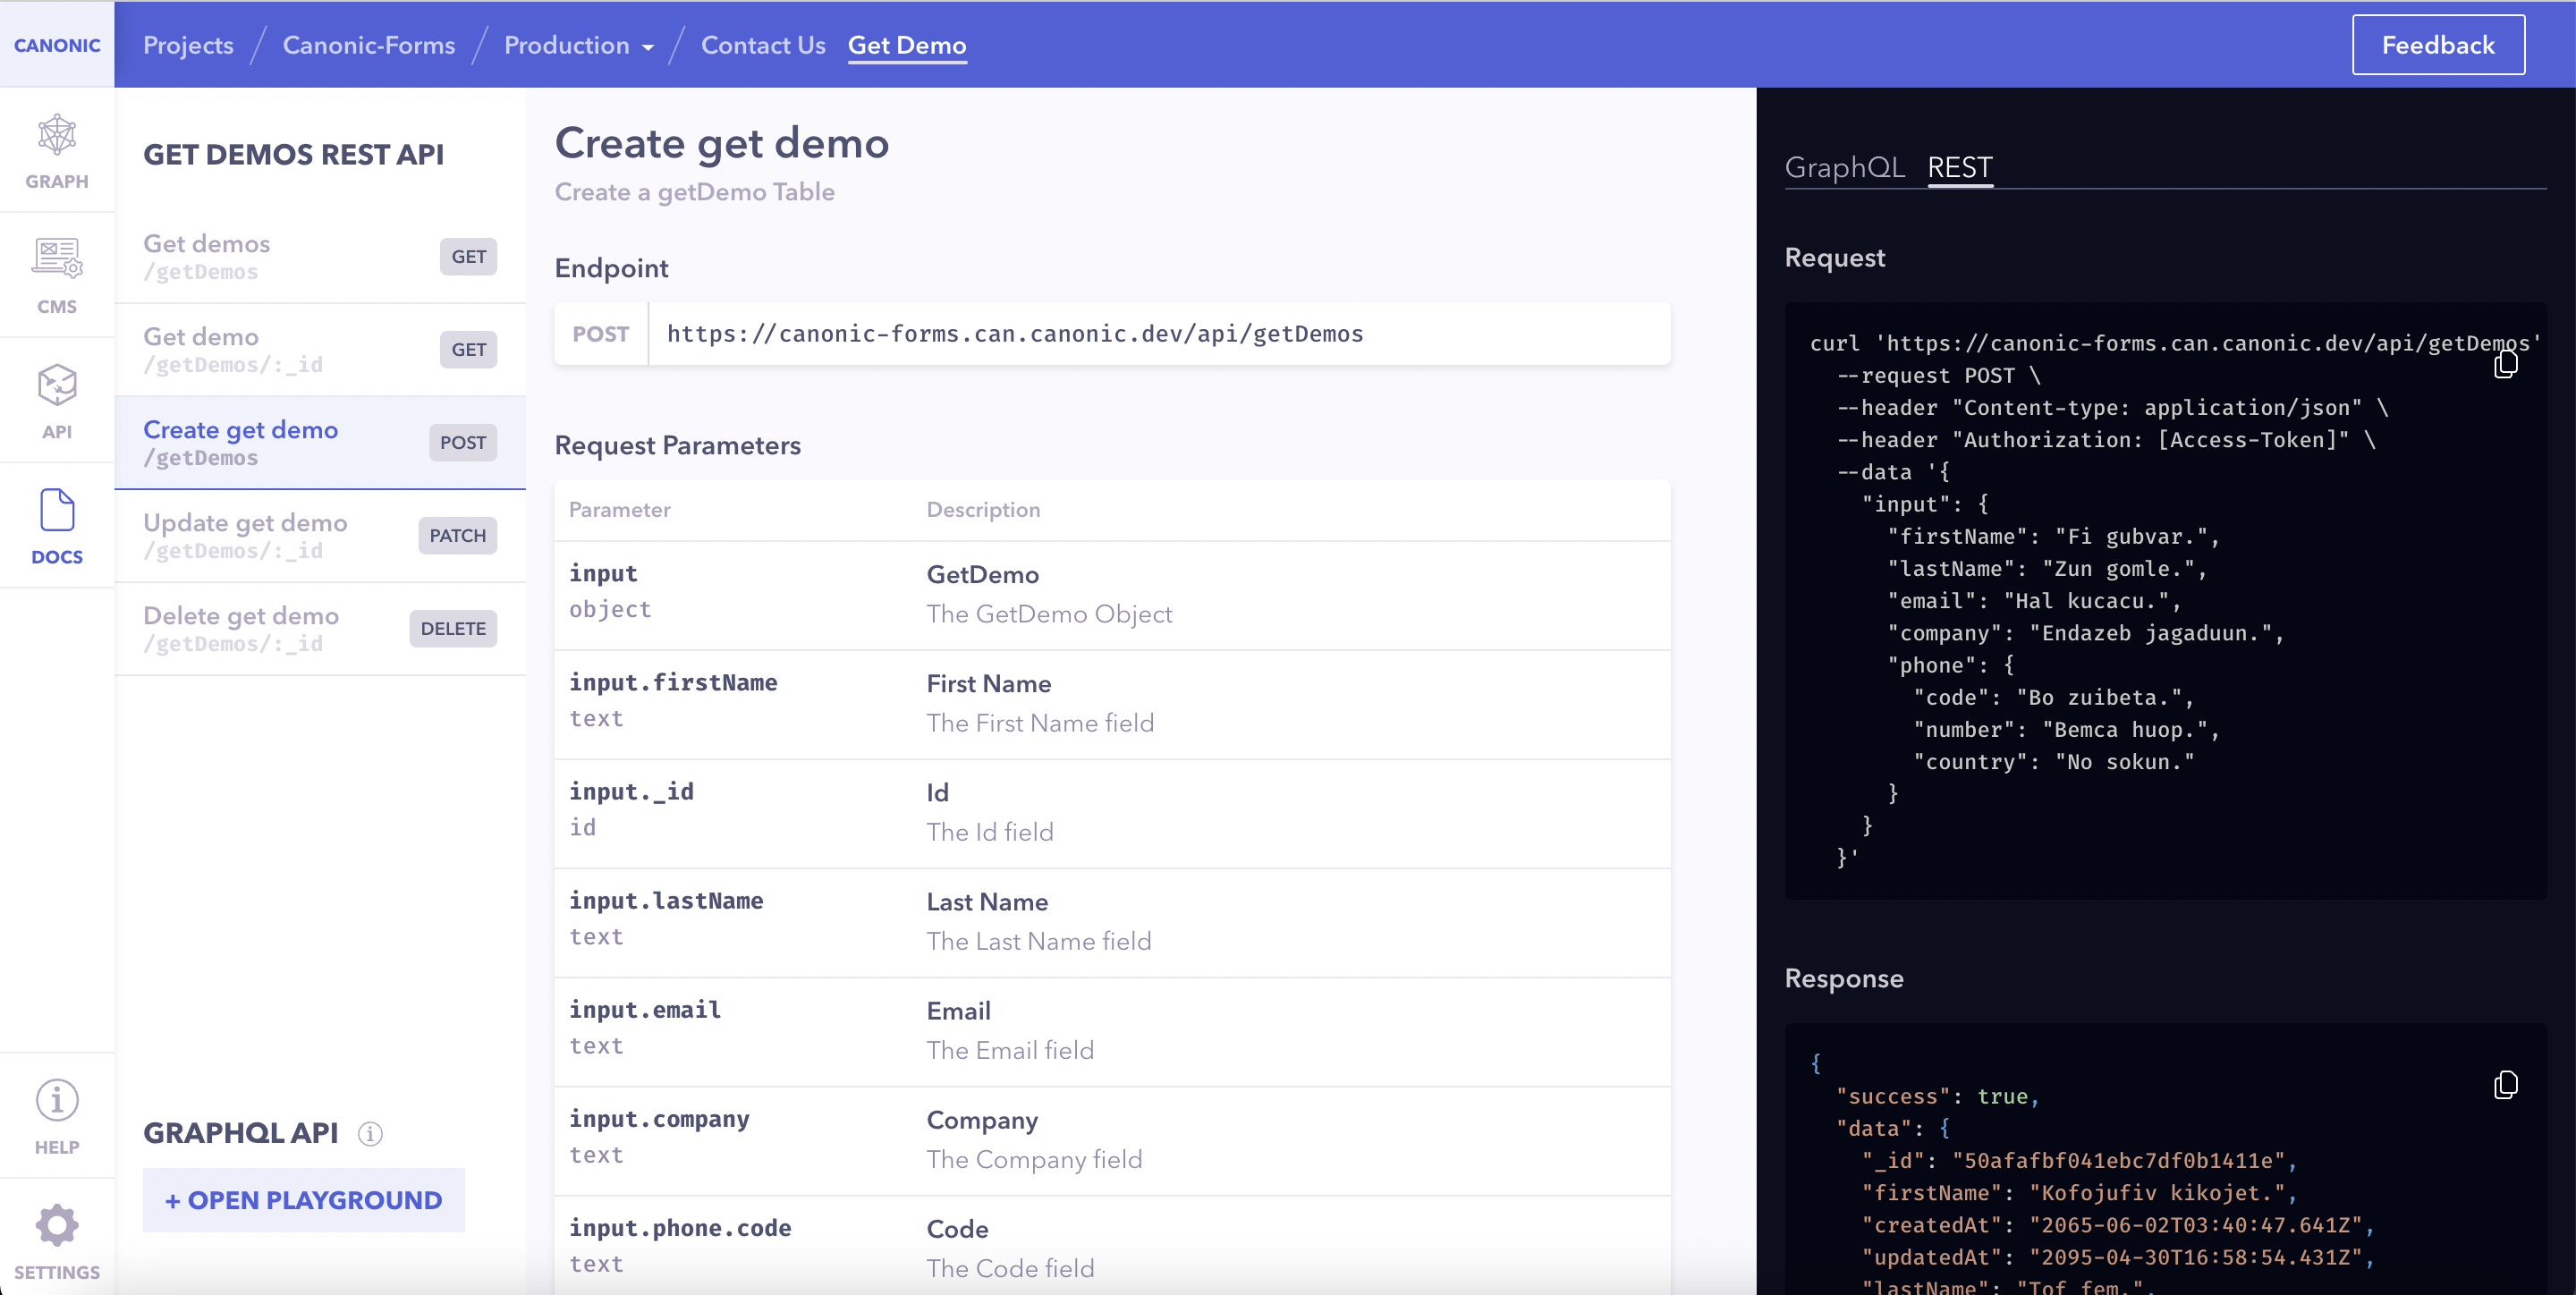 CANONIC
Projects / Canonic-Forms / Production / Contact Us Get Demo
Feedback
GRAPH
CMS
API
DOCS
HELP
SETTINGS
GET DEMOS REST API
Get demos
/getDemos
GET
Get demo
/getDemos/:_id
GET
Create get demo
/getDemos
POST
Update get demo
/getDemos/:_id
PATCH
Delete get demo
/getDemos/:_id
DELETE
GRAPHQL API
+ OPEN PLAYGROUND
Create get demo
Create a getDemo Table
Endpoint
POST https://canonic-forms.can.canonic.dev/api/getDemos
Request Parameters
Parameter Description
input GetDemo
object The GetDemo Object
input.firstName First Name
text The First Name field
input._id Id
id The Id field
input.lastName Last Name
text The Last Name field
input.email Email
text The Email field
input.company Company
text The Company field
input.phone.code Code
text The Code field
GraphQL REST
Request
curl 'https://canonic-forms.can.canonic.dev/api/getDemos'
--request POST \
--header "Content-type: application/json" \
--header "Authorization: [Access-Token]" \
--data '{
"input": {
"firstName": "Fi gubvar.",
"lastName": "Zun gomle.",
"email": "Hal kucacu.",
"company": "Endazeb jagaduun.",
"phone": {
"code": "Bo zuibeta.",
"number": "Bemca huop.",
"country": "No sokun."
}
}
}'
Response
{
"success": true,
"data": {
"_id": "50afafbf041ebc7df0b1411e",
"firstName": "Kofojufiv kikojet.",
"createdAt": "2065-06-02T03:40:47.641Z",
"updatedAt": "2095-04-30T16:58:54.431Z",
"lastName": "Tof fem.",